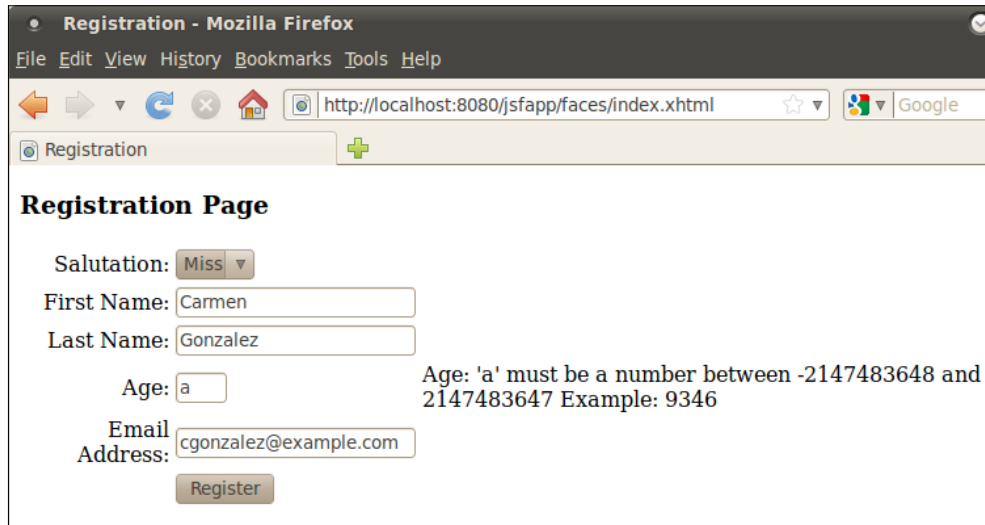 Registration - Mozilla Firefox
File Edit View History Bookmarks Tools Help
http://localhost:8080/jsfapp/faces/index.xhtml
Google
Registration
Registration Page
Salutation: Miss
First Name: Carmen
Last Name: Gonzalez
Age: a
Age: 'a' must be a number between -2147483648 and
2147483647 Example: 9346
Email
Address: cgonzalez@example.com
Register